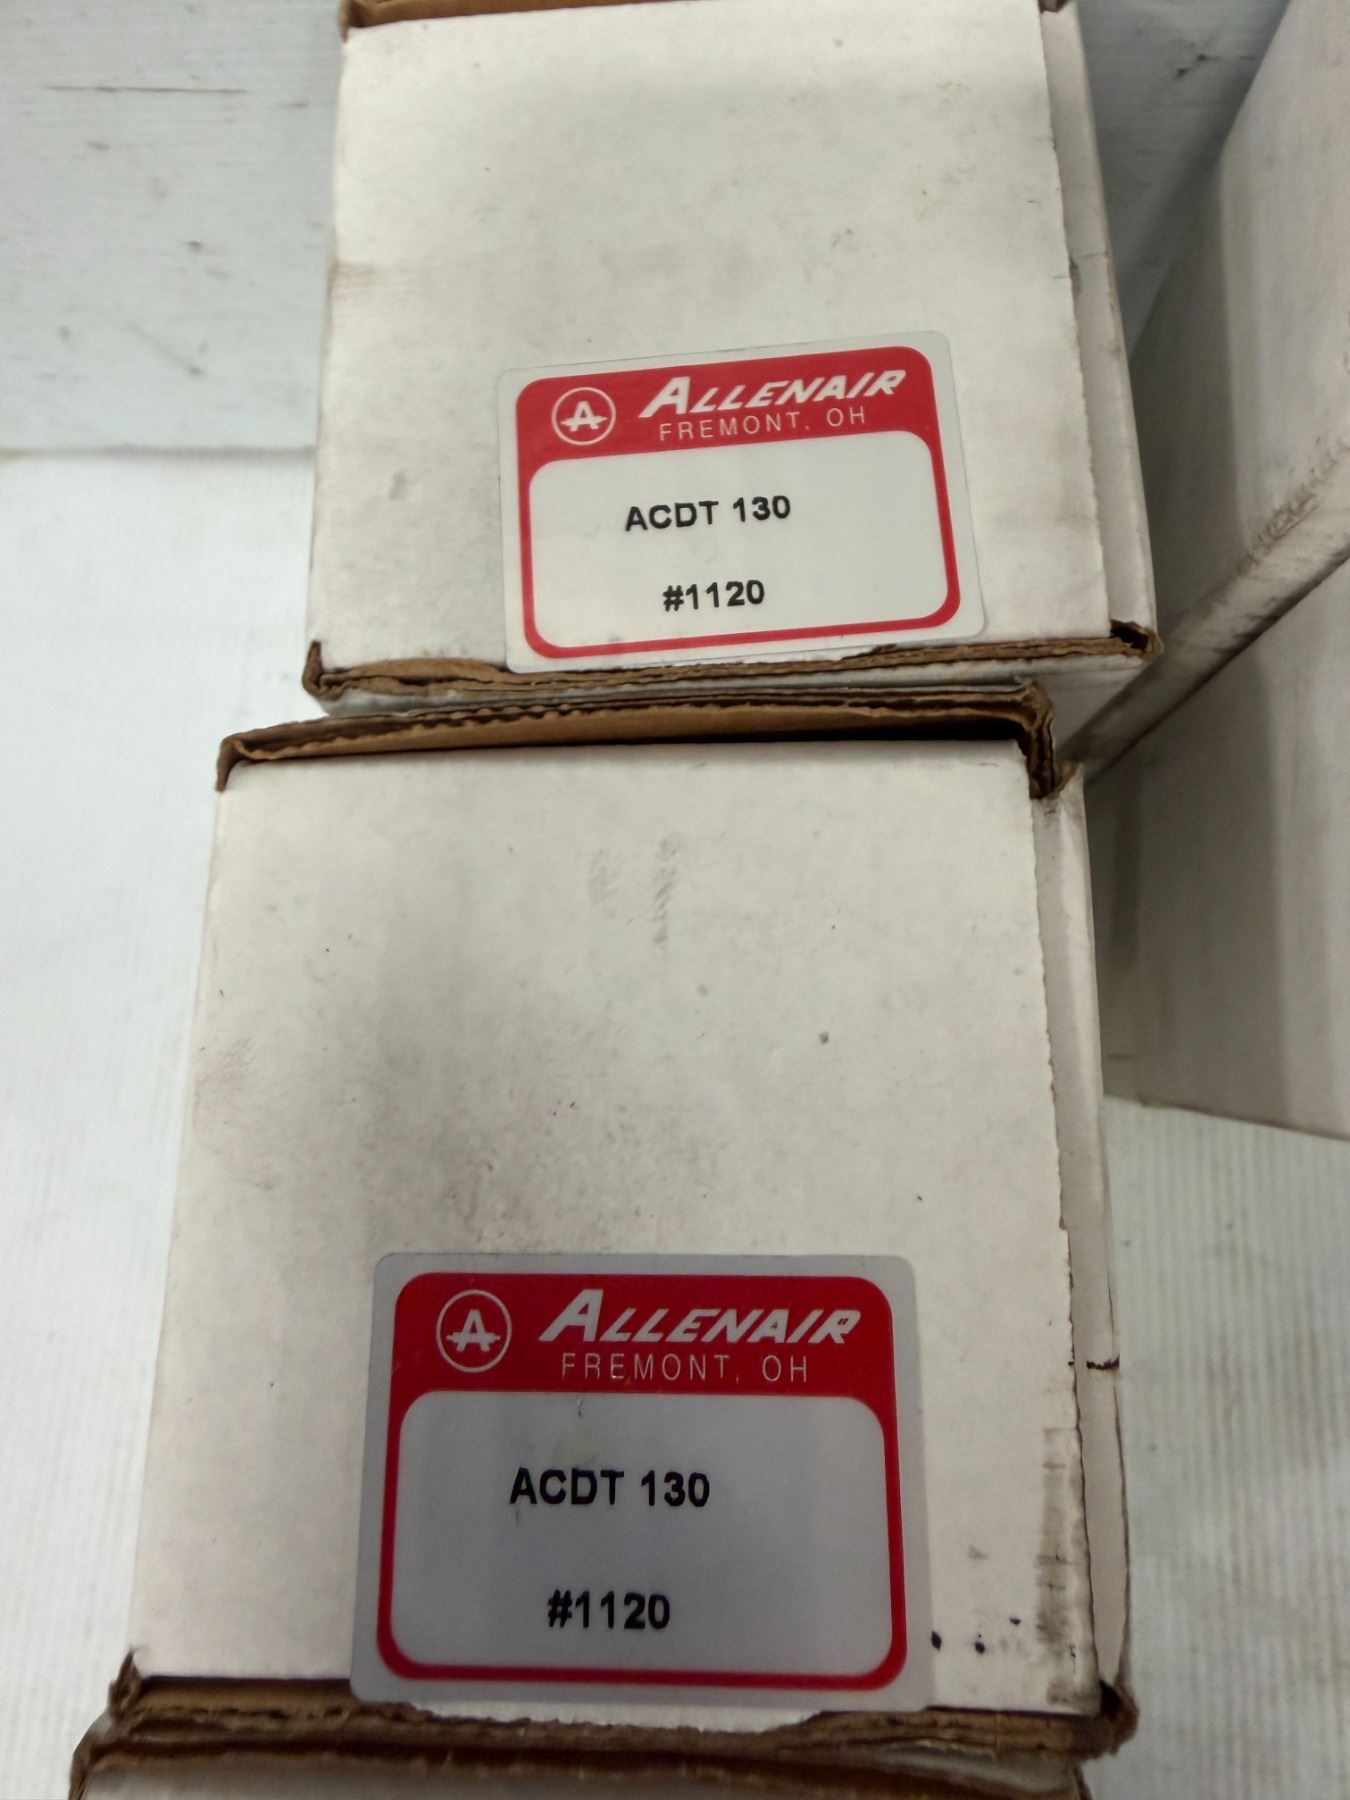 A ALLENAIR
FREMONT, OH
ACDT 130
#1120
A ALLENAIR
FREMONT, OH
ACDT 130
#1120